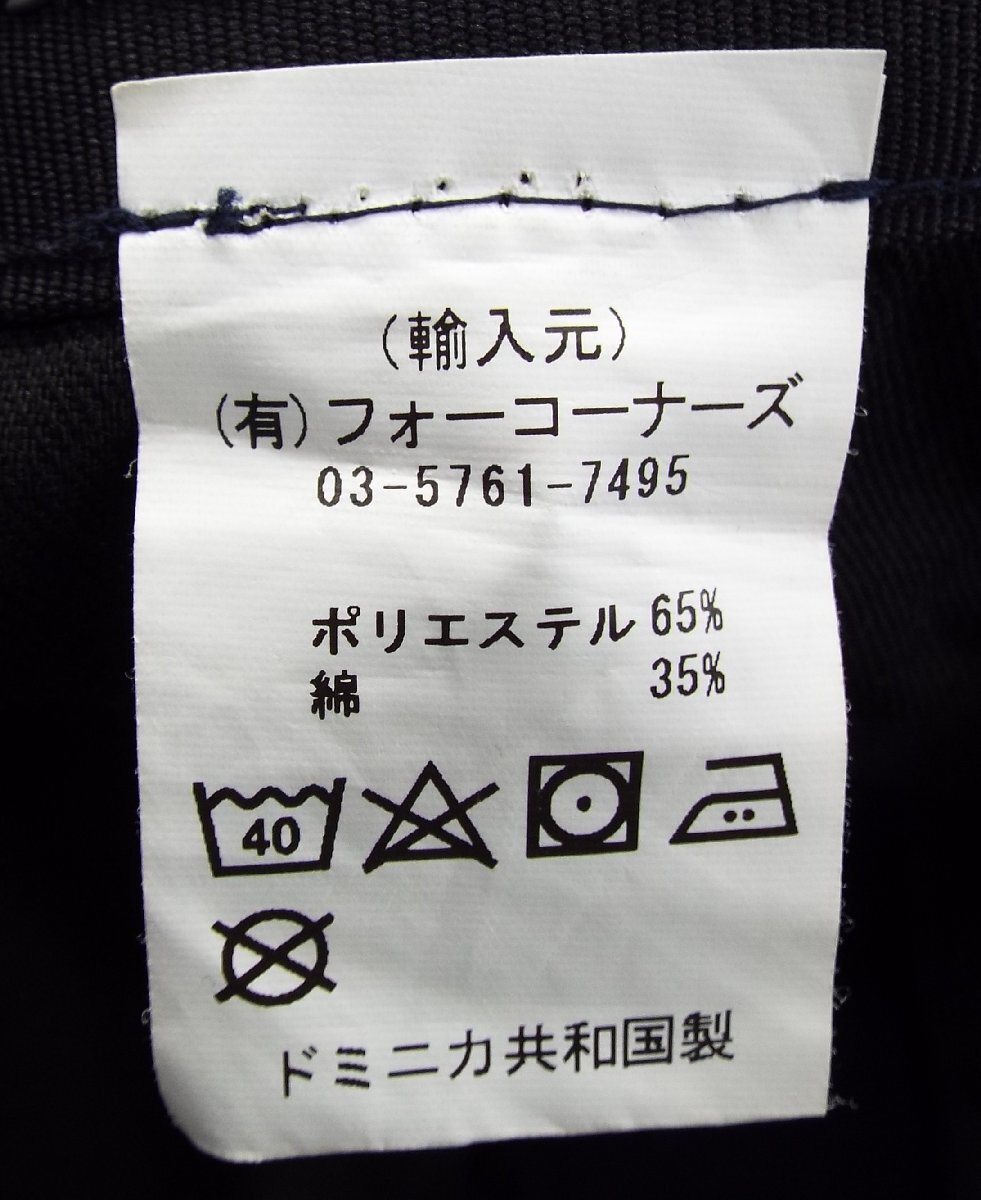 （輸入元）
（有）フォーコーナーズ
03-5761-7495
ポリエステル 65%
綿 35%
40
ドミニカ共和国製